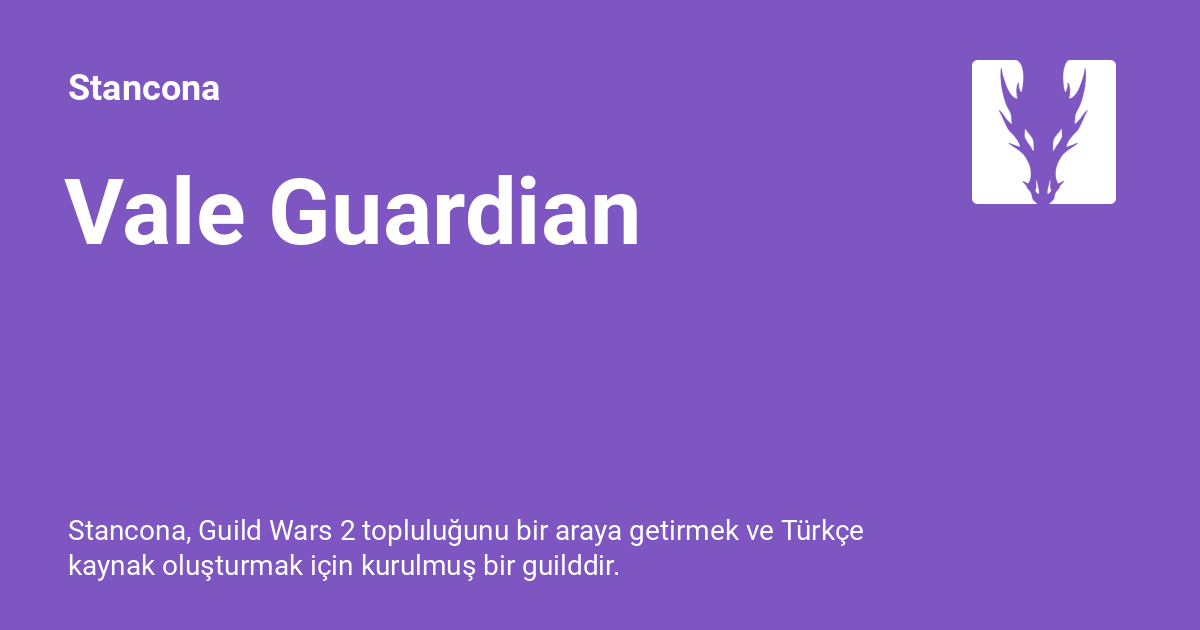 Stancona
Vale Guardian
Stancona, Guild Wars 2 topluluğunu bir araya getirmek ve Türkçe
kaynak oluşturmak için kurulmuş bir guilddir.